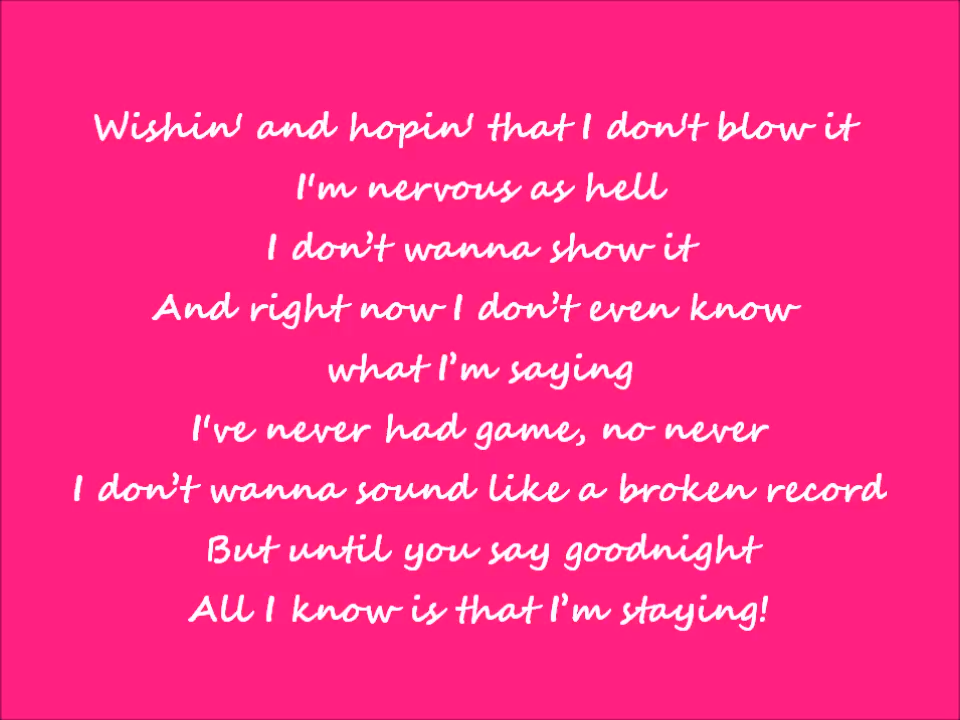 Wishin' and hopin' that I don't blow it
I'm nervous as hell
I don’t wanna show it
And right now I don’t even know
what I’m saying
I've never had game, no never
I don’t wanna sound like a broken record
But until you say goodnight
All I know is that I’m staying!